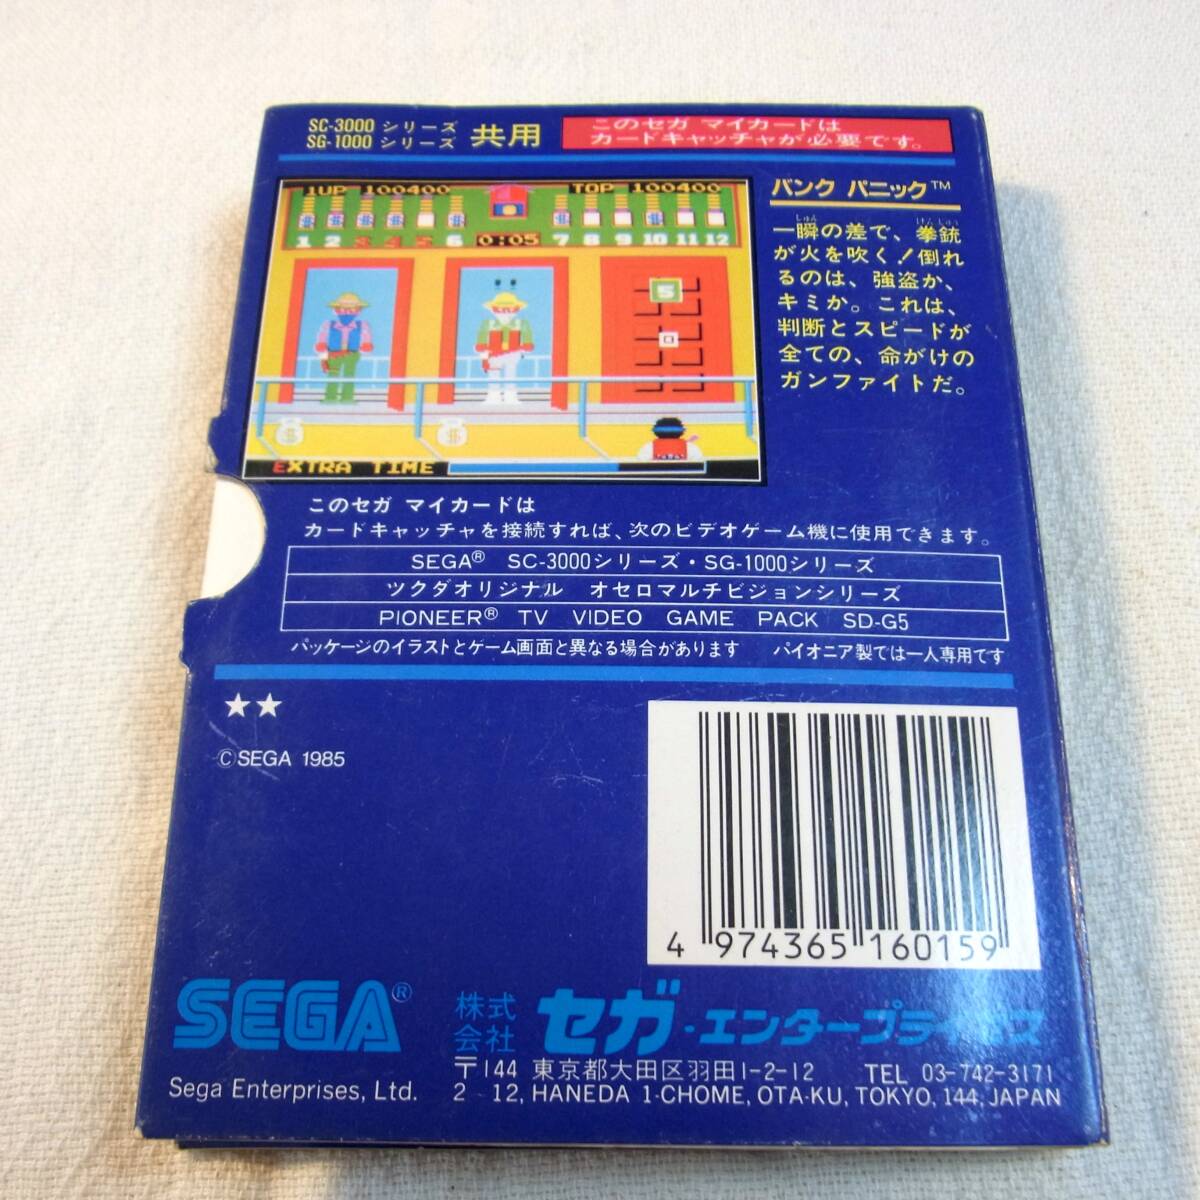 SC-3000 シリーズ
SG-1000 シリーズ 共用
このセガ マイカードは
カードキャッチャが必要です。
1UP 100400 TOP 100400
1 2 3 4 5 6 0:05 7 8 9 10 11 12
5
0
$ $
EXTRA TIME
バンク パニック™
一瞬の差で、拳銃
が火を吹く!倒れ
るのは、強盗か、
キミか。これは、
判断とスピードが
全ての、命がけの
ガンファイトだ。
このセガ マイカードは
カードキャッチャを接続すれば、次のビデオゲーム機に使用できます。
SEGA® SC-3000シリーズ・SG-1000シリーズ
ツクダオリジナル オセロマルチビジョンシリーズ
PIONEER® TV VIDEO GAME PACK SD-G5
パッケージのイラストとゲーム画面と異なる場合があります パイオニア製では一人専用です
★★
©SEGA 1985
4 974365 160159
SEGA®
Sega Enterprises, Ltd.
株式会社 セガ・エンタープライゼス
〒144 東京都大田区羽田1-2-12 TEL 03-742-3171
2-12, HANEDA 1-CHOME, OTA-KU, TOKYO, 144, JAPAN